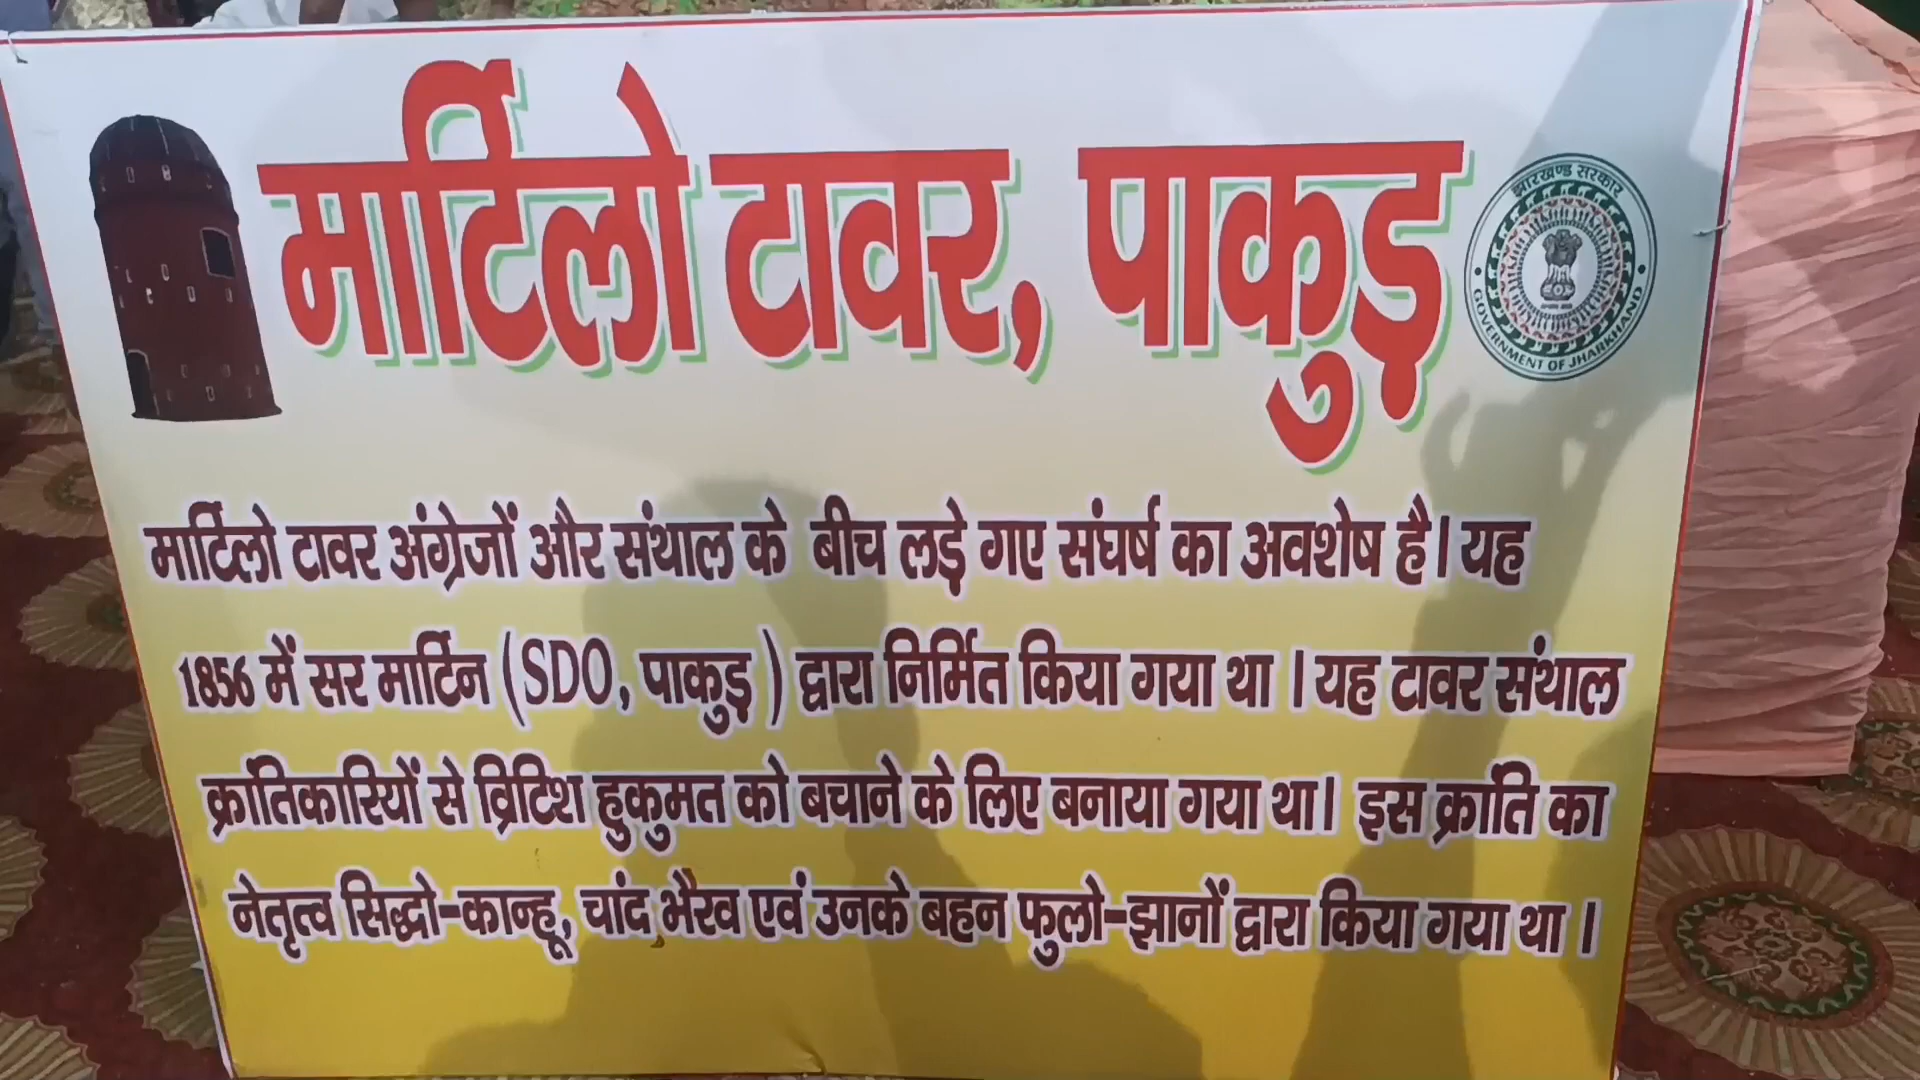 मार्टिलो टावर, पाकुड़
झारखण्ड सरकार
GOVERNMENT OF JHARKHAND
मार्टिलो टावर अंग्रेजों और संथाल के बीच लड़े गए संघर्ष का अवशेष है। यह
1856 में सर मार्टिन (SDO, पाकुड़ ) द्वारा निर्मित किया गया था । यह टावर संथाल
क्रांतिकारियों से व्रिटिश हुकुमत को बचाने के लिए बनाया गया था। इस क्रांति का
नेतृत्व सिद्धो-कान्हू, चांद भैरव एवं उनके बहन फुलो-झानों द्वारा किया गया था ।